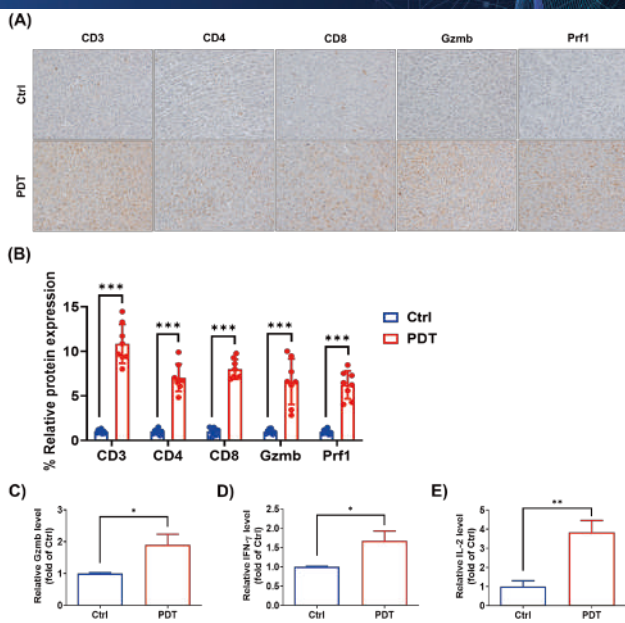 (A)
CD3 CD4 CD8 Gzmb Prf1
Ctrl
PDT
(B)
% Relative protein expression
15
10
5
0
*** *** *** *** ***
Ctrl
PDT
CD3 CD4 CD8 Gzmb Prf1
C)
Relative Gzmb level
(fold of Ctrl)
3
2
1
0
*
Ctrl PDT
D)
Relative IFN-γ level
(fold of Ctrl)
2.5
2.0
1.5
1.0
0.5
0.0
*
Ctrl PDT
E)
Relative IL-2 level
(fold of Ctrl)
6
5
4
3
2
1
0
**
Ctrl PDT